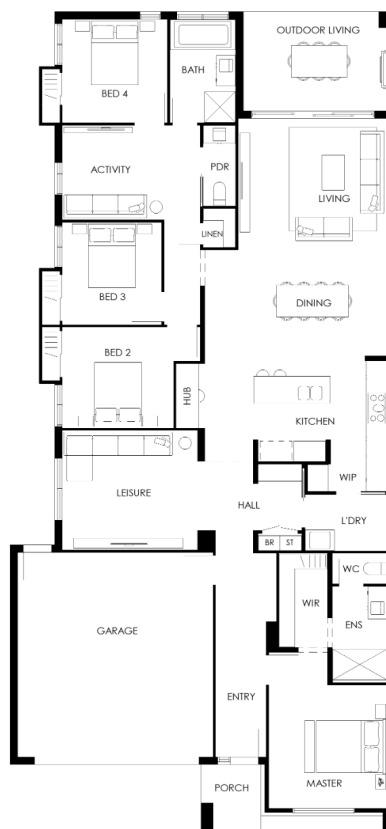 OUTDOOR LIVING
BATH
BED 4
PDR
ACTIVITY
LIVING
LINEN
BED 3
DINING
BED 2
HUB
KITCHEN
WIP
LEISURE
HALL
L'DRY
BR ST
WC
WIR
ENS
GARAGE
ENTRY
MASTER
PORCH